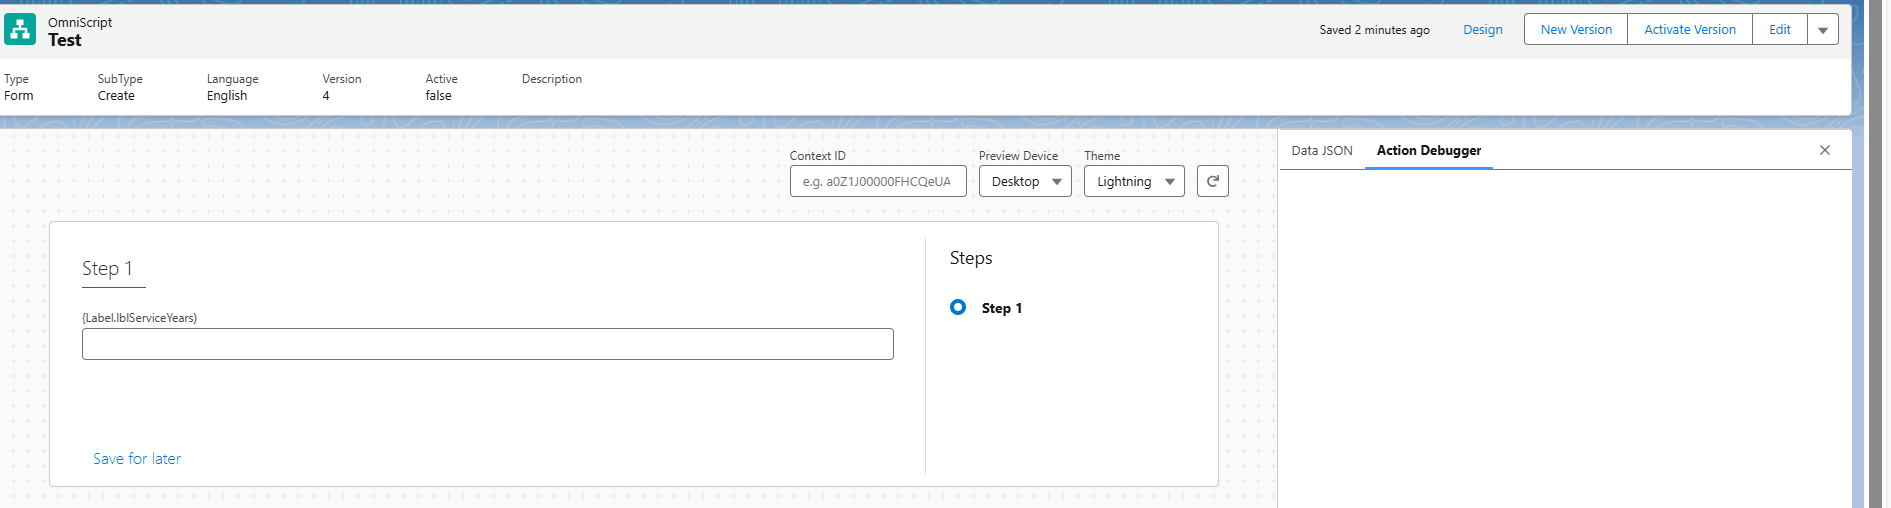 OmniScript
Test
Saved 2 minutes ago Design New Version Activate Version Edit
Type SubType Language Version Active Description
Form Create English 4 false
Context ID Preview Device Theme
e.g. a0Z1J00000FHCQeUA Desktop Lightning
Data JSON Action Debugger
Step 1
{Label.lblServiceYears}
Save for later
Steps
Step 1